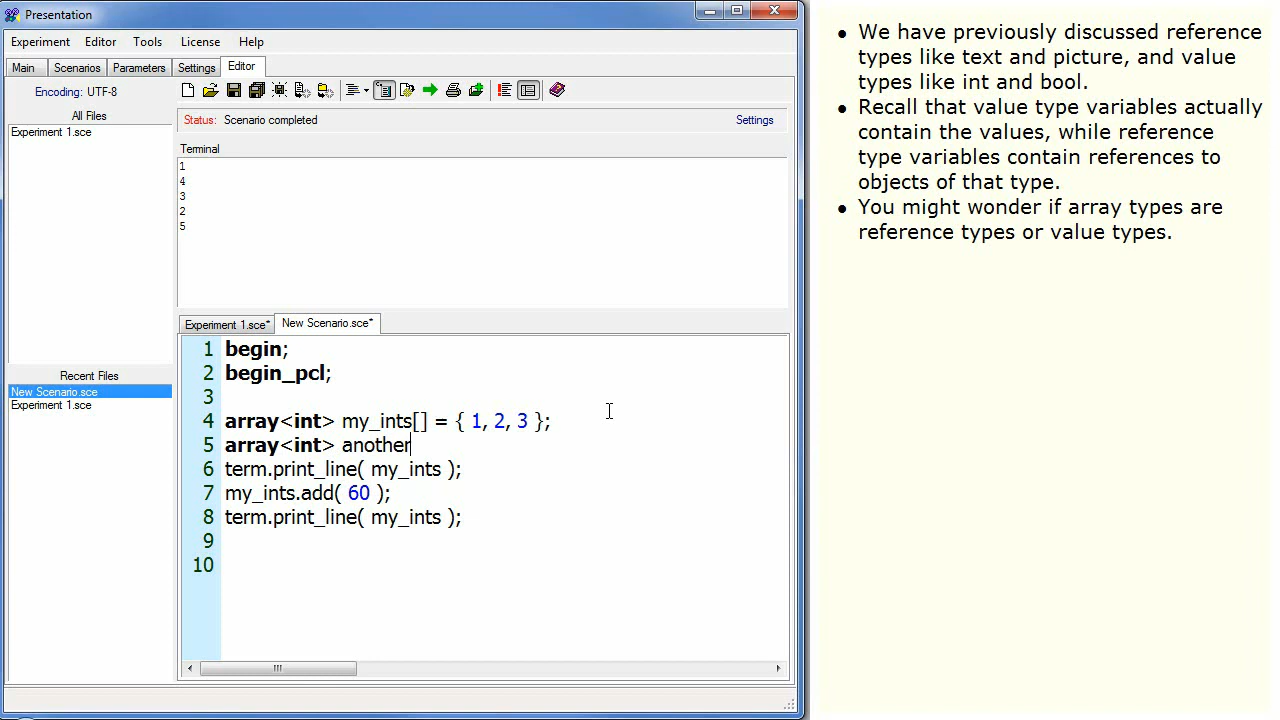 Presentation
Experiment Editor Tools License Help
Main Scenarios Parameters Settings Editor
Encoding: UTF-8
All Files
Experiment 1.sce
Recent Files
New Scenario.sce
Experiment 1.sce
Status: Scenario completed Settings
Terminal
1
4
3
2
5
Experiment 1.sce* New Scenario.sce*
1 begin;
2 begin_pcl;
3
4 array<int> my_ints[] = { 1, 2, 3 };
5 array<int> another
6 term.print_line( my_ints );
7 my_ints.add( 60 );
8 term.print_line( my_ints );
9
10
• We have previously discussed reference
types like text and picture, and value
types like int and bool.
• Recall that value type variables actually
contain the values, while reference
type variables contain references to
objects of that type.
• You might wonder if array types are
reference types or value types.